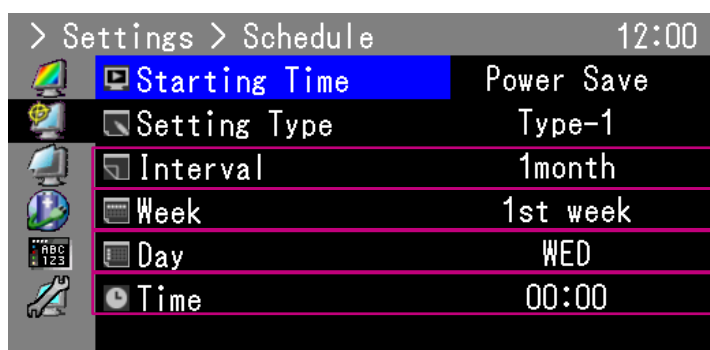 > Settings > Schedule 12:00
Starting Time Power Save
Setting Type Type-1
Interval 1month
Week 1st week
Day WED
ABC
123
Time 00:00